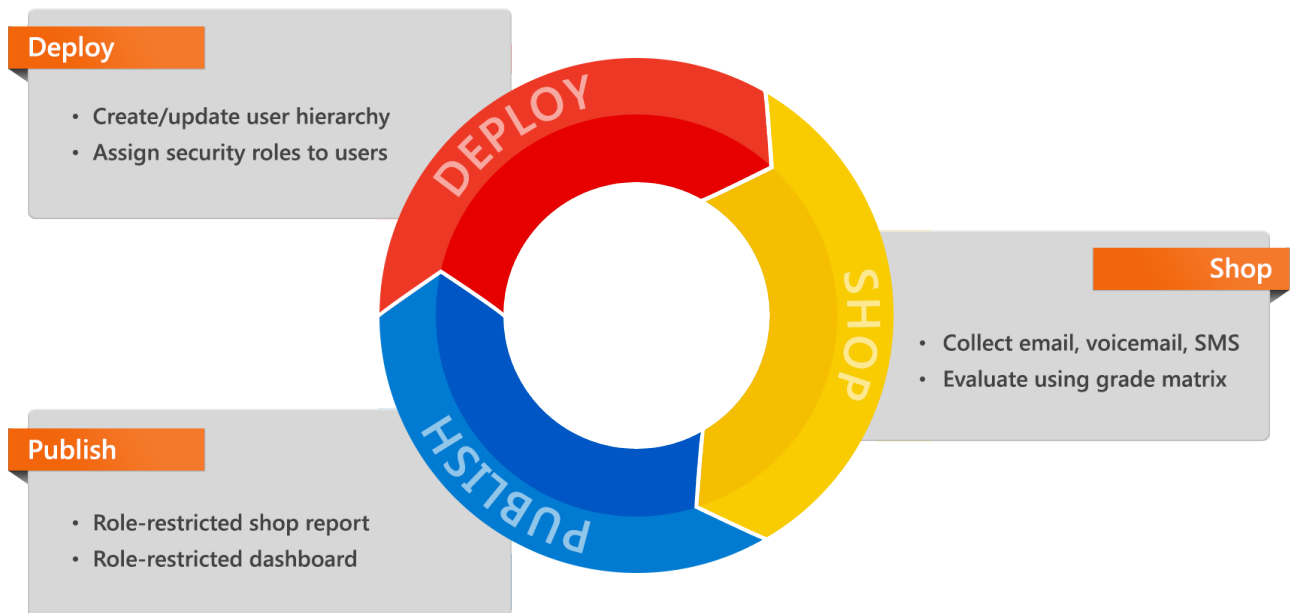 Deploy
• Create/update user hierarchy
• Assign security roles to users
DEPLOY
SHOP
Shop
• Collect email, voicemail, SMS
• Evaluate using grade matrix
PUBLISH
Publish
• Role-restricted shop report
• Role-restricted dashboard